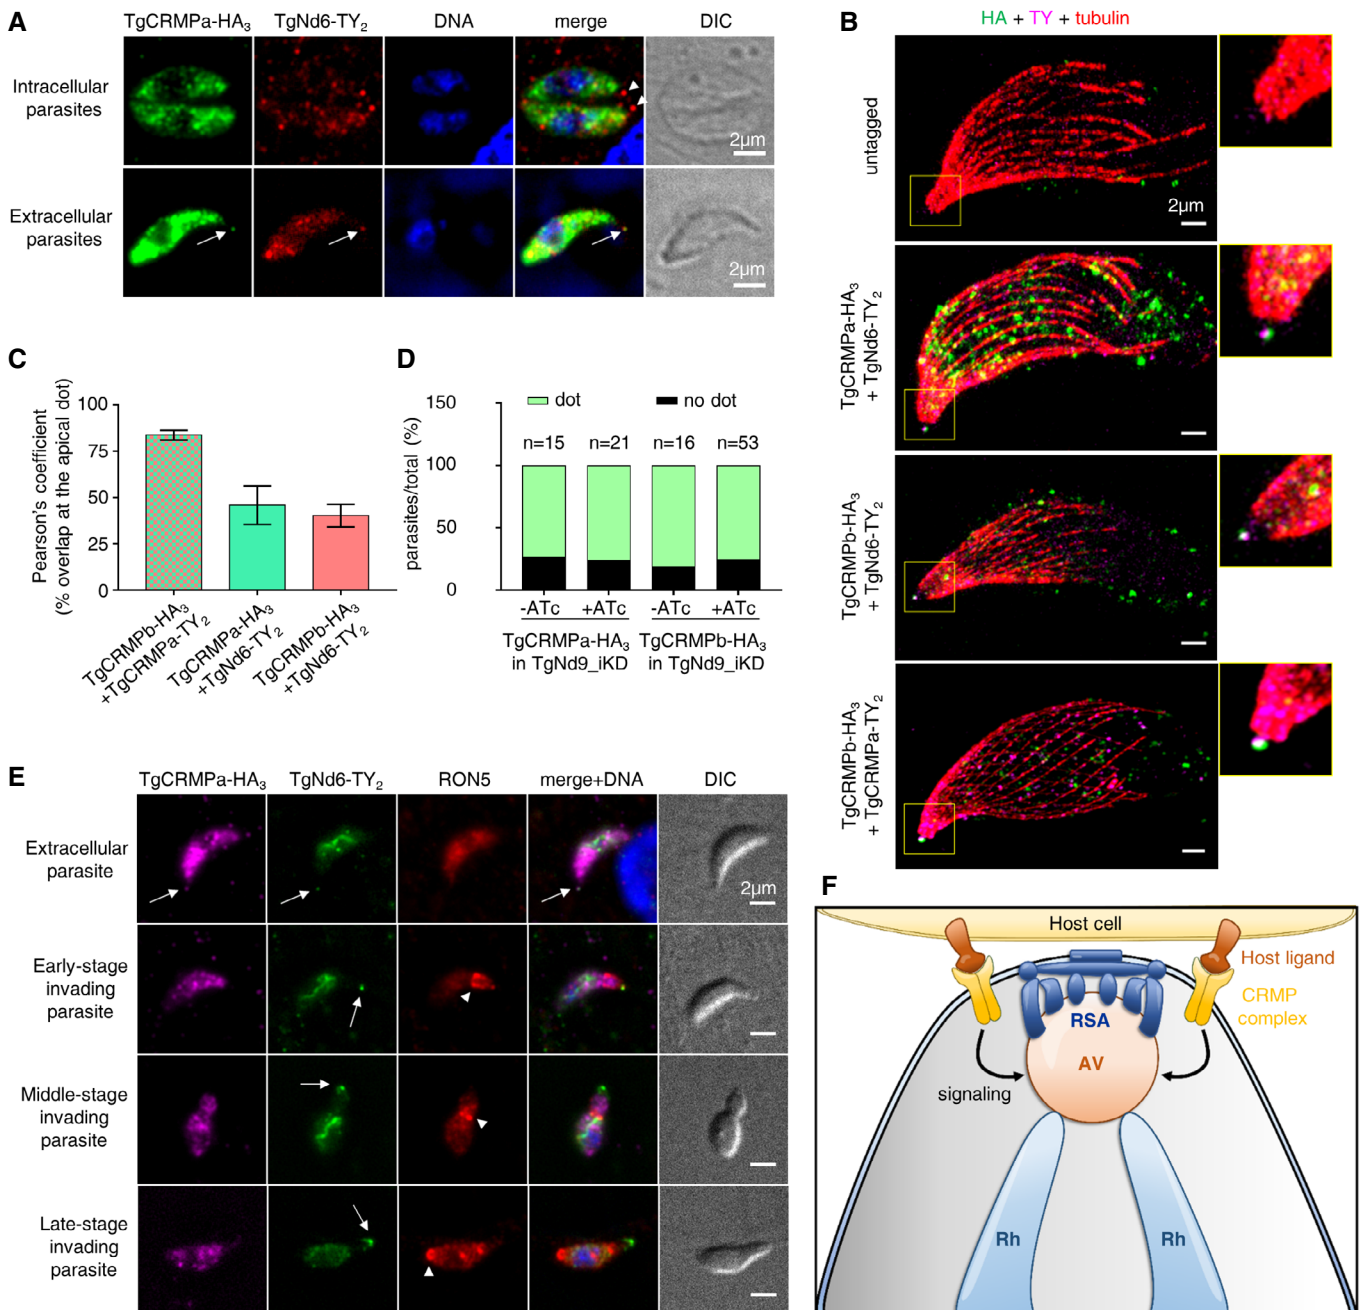 A
TgCRMPa-HA3 TgNd6-TY2 DNA merge DIC
Intracellular
parasites
2µm
Extracellular
parasites
2µm
B
HA + TY + tubulin
untagged
2µm
TgCRMPa-HA3
+ TgNd6-TY2
TgCRMPb-HA3
+ TgNd6-TY2
TgCRMPb-HA3
+ TgCRMPa-TY2
C
Pearson's coefficient
(% overlap at the apical dot)
100
75
50
25
0
TgCRMPb-HA3
+TgCRMPa-TY2
TgCRMPa-HA3
+TgNd6-TY2
TgCRMPb-HA3
+TgNd6-TY2
D
parasites/total (%)
150
100
50
0
dot no dot
n=15 n=21 n=16 n=53
-ATc +ATc -ATc +ATc
TgCRMPa-HA3 TgCRMPb-HA3
in TgNd9_iKD in TgNd9_iKD
E
TgCRMPa-HA3 TgNd6-TY2 RON5 merge+DNA DIC
Extracellular
parasite
2µm
Early-stage
invading
parasite
Middle-stage
invading
parasite
Late-stage
invading
parasite
F
Host cell
Host ligand
CRMP
complex
RSA
AV
signaling
Rh Rh